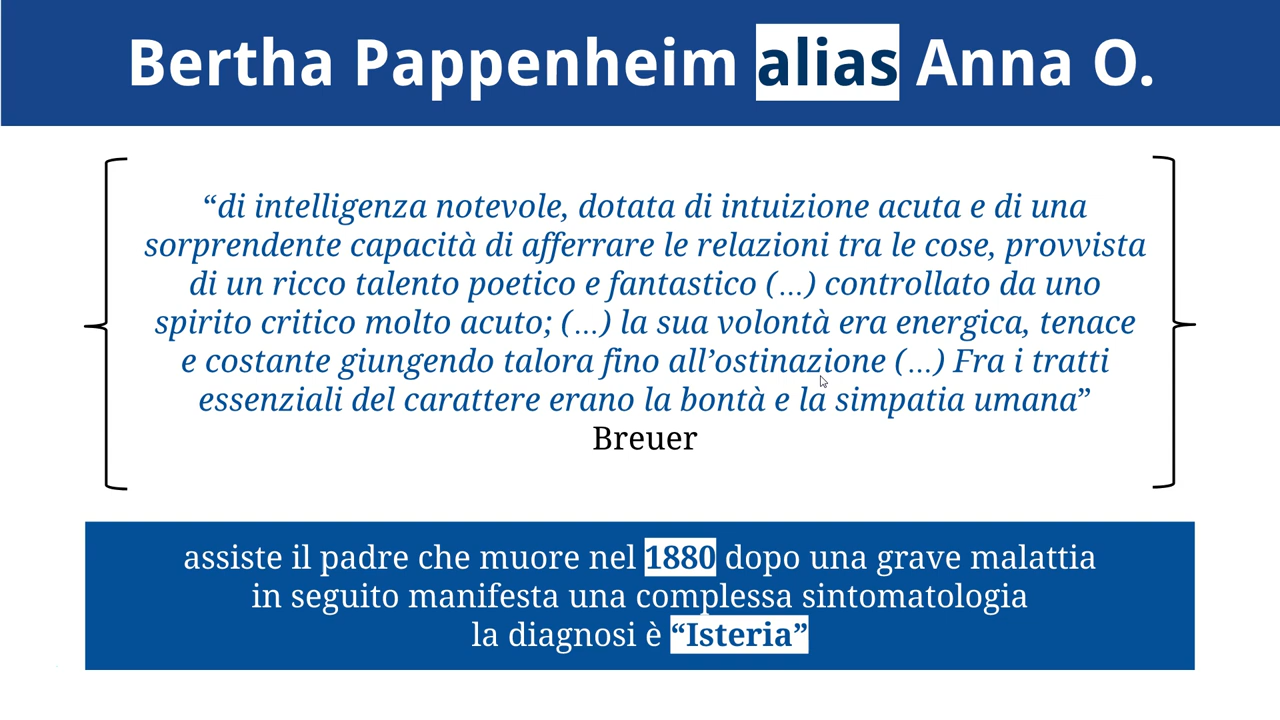 Bertha Pappenheim alias Anna O.
“di intelligenza notevole, dotata di intuizione acuta e di una
sorprendente capacità di afferrare le relazioni tra le cose, provvista
di un ricco talento poetico e fantastico (…) controllato da uno
spirito critico molto acuto; (…) la sua volontà era energica, tenace
e costante giungendo talora fino all’ostinazione (…) Fra i tratti
essenziali del carattere erano la bontà e la simpatia umana”
Breuer
assiste il padre che muore nel 1880 dopo una grave malattia
in seguito manifesta una complessa sintomatologia
la diagnosi è “Isteria”